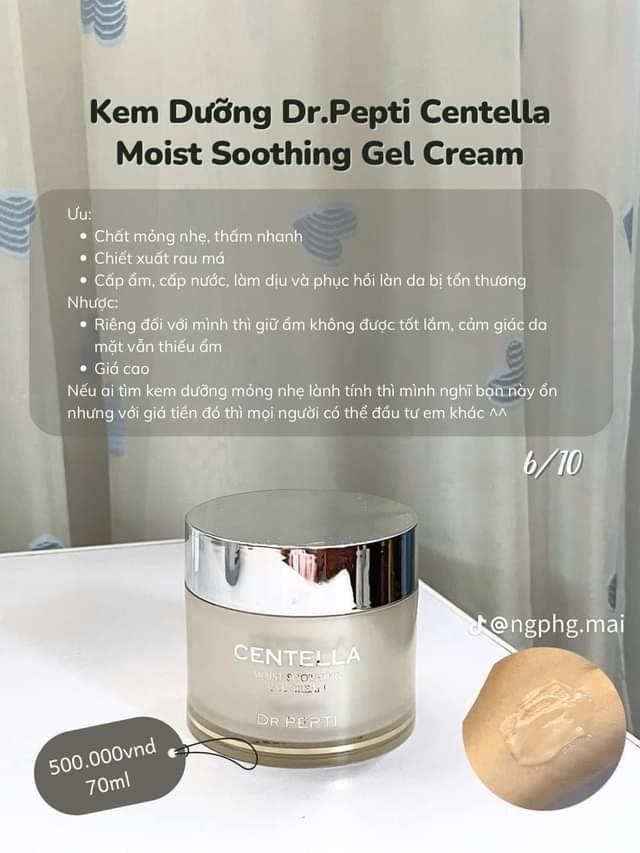 Kem Dưỡng Dr.Pepti Centella
Moist Soothing Gel Cream
Ưu:
• Chất mỏng nhẹ, thấm nhanh
• Chiết xuất rau má
• Cấp ẩm, cấp nước, làm dịu và phục hồi làn da bị tổn thương
Nhược:
• Riêng đối với mình thì giữ ẩm không được tốt lắm, cảm giác da
mặt vẫn thiếu ẩm
• Giá cao
Nếu ai tìm kem dưỡng mỏng nhẹ lành tính thì mình nghĩ bạn này ổn
nhưng với giá tiền đó thì mọi người có thể đầu tư em khác ^^
6/10
@ngphg.mai
CENTELLA
MOIST SOOTHING
GEL CREAM
DR.PEPTI
500.000vnd
70ml